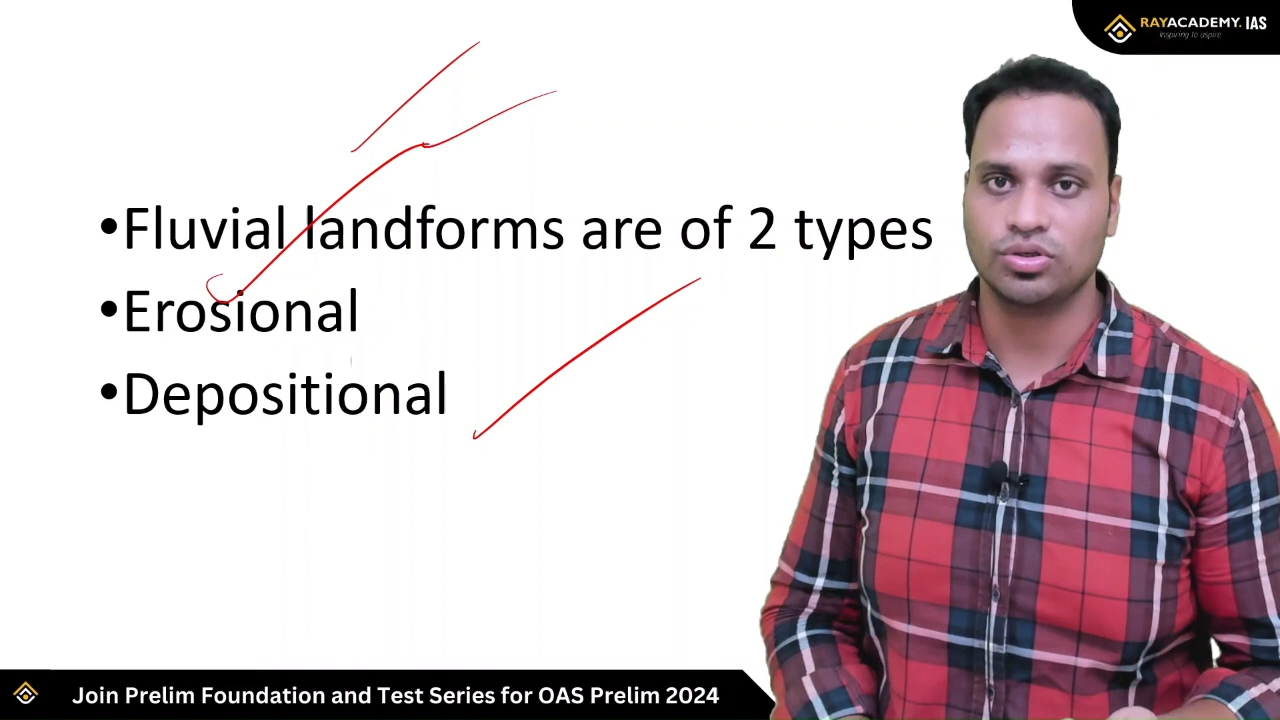 RAYACADEMY. IAS
Inspiring to aspire
•Fluvial landforms are of 2 types
•Erosional
•Depositional
Join Prelim Foundation and Test Series for OAS Prelim 2024